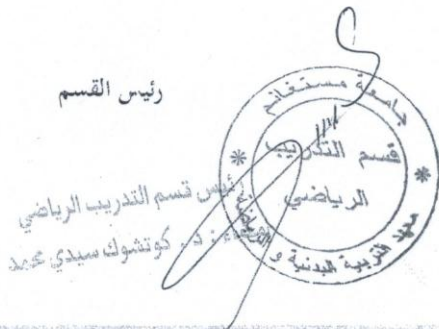 رئيس القسم
جامعة مستغانم
قسم التدريب
الرياضي
معهد التربية البدنية و
رئيس قسم التدريب الرياضي
د. كوتشوك سيدي محمد